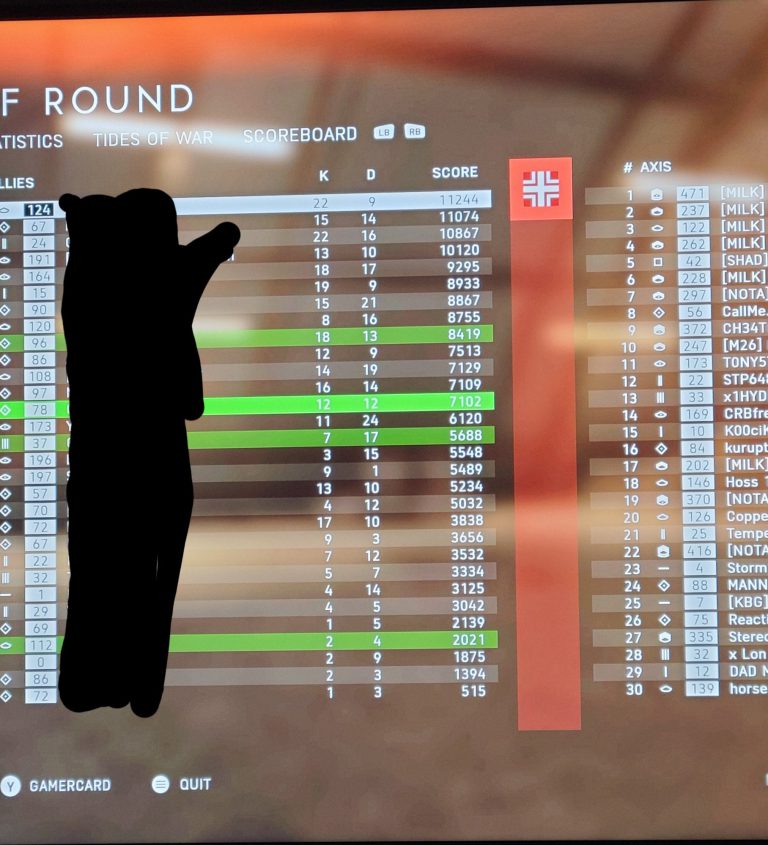 F ROUND
ATISTICS TIDES OF WAR SCOREBOARD LB RB
LLIES K D SCORE
124 22 9 11244
67 15 14 11074
24 22 16 10867
191 13 10 10120
164 18 17 9295
15 19 9 8933
90 15 21 8867
120 8 16 8755
96 18 13 8419
86 12 9 7513
108 14 19 7129
97 16 14 7109
78 12 12 7102
173 11 24 6120
37 7 17 5688
196 3 15 5548
197 9 1 5489
57 13 10 5234
70 4 12 5032
72 17 10 3838
67 9 3 3656
22 7 12 3532
32 5 7 3334
1 4 14 3125
29 4 5 3042
69 1 5 2139
112 2 4 2021
0 2 9 1875
86 2 3 1394
72 1 3 515
# AXIS
1 471 [MILK]
2 237 [MILK]
3 122 [MILK]
4 262 [MILK]
5 42 [SHAD]
6 228 [MILK]
7 297 [NOTA]
8 56 CallMe.
9 372 CH34T
10 247 [M26]
11 173 T0NY5
12 22 STP648
13 33 x1HYD
14 169 CRBfre
15 10 K00ciK
16 84 kurupt
17 202 [MILK]
18 146 Hoss
19 370 [NOTA
20 126 Coppe
21 25 Tempe
22 416 [NOTA
23 4 Storm
24 88 MANN
25 7 [KBG]
26 75 React
27 335 Stereo
28 32 x Lon
29 12 DAD
30 139 horse
Y GAMERCARD QUIT